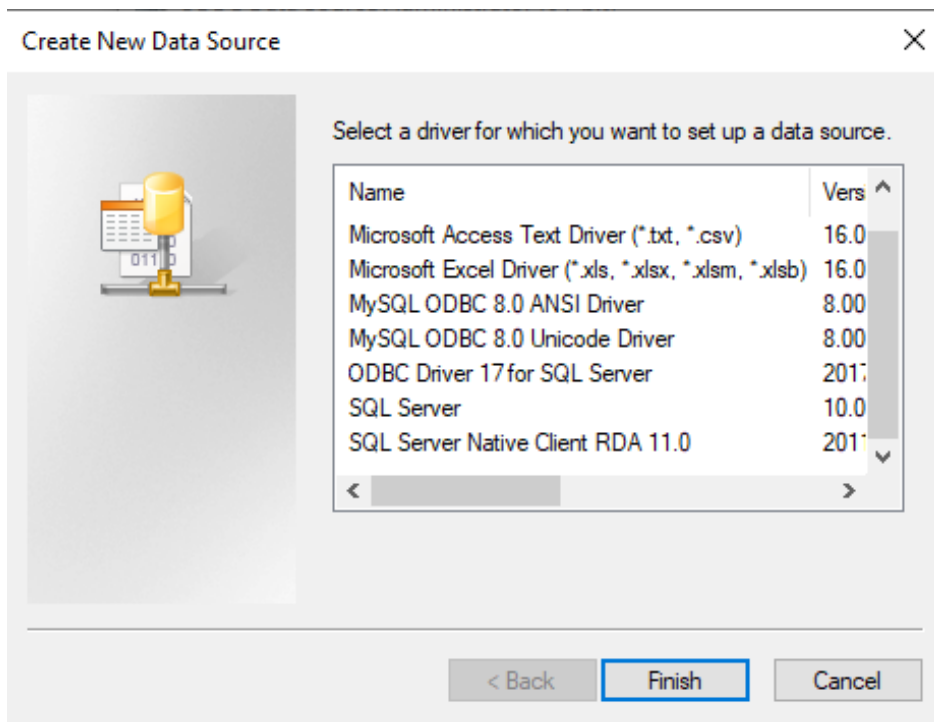 Create New Data Source
Select a driver for which you want to set up a data source.
Name Vers
Microsoft Access Text Driver (*.txt, *.csv) 16.0
Microsoft Excel Driver (*.xls, *.xlsx, *.xlsm, *.xlsb) 16.0
MySQL ODBC 8.0 ANSI Driver 8.00
MySQL ODBC 8.0 Unicode Driver 8.00
ODBC Driver 17 for SQL Server 2017
SQL Server 10.0
SQL Server Native Client RDA 11.0 2011
< Back Finish Cancel